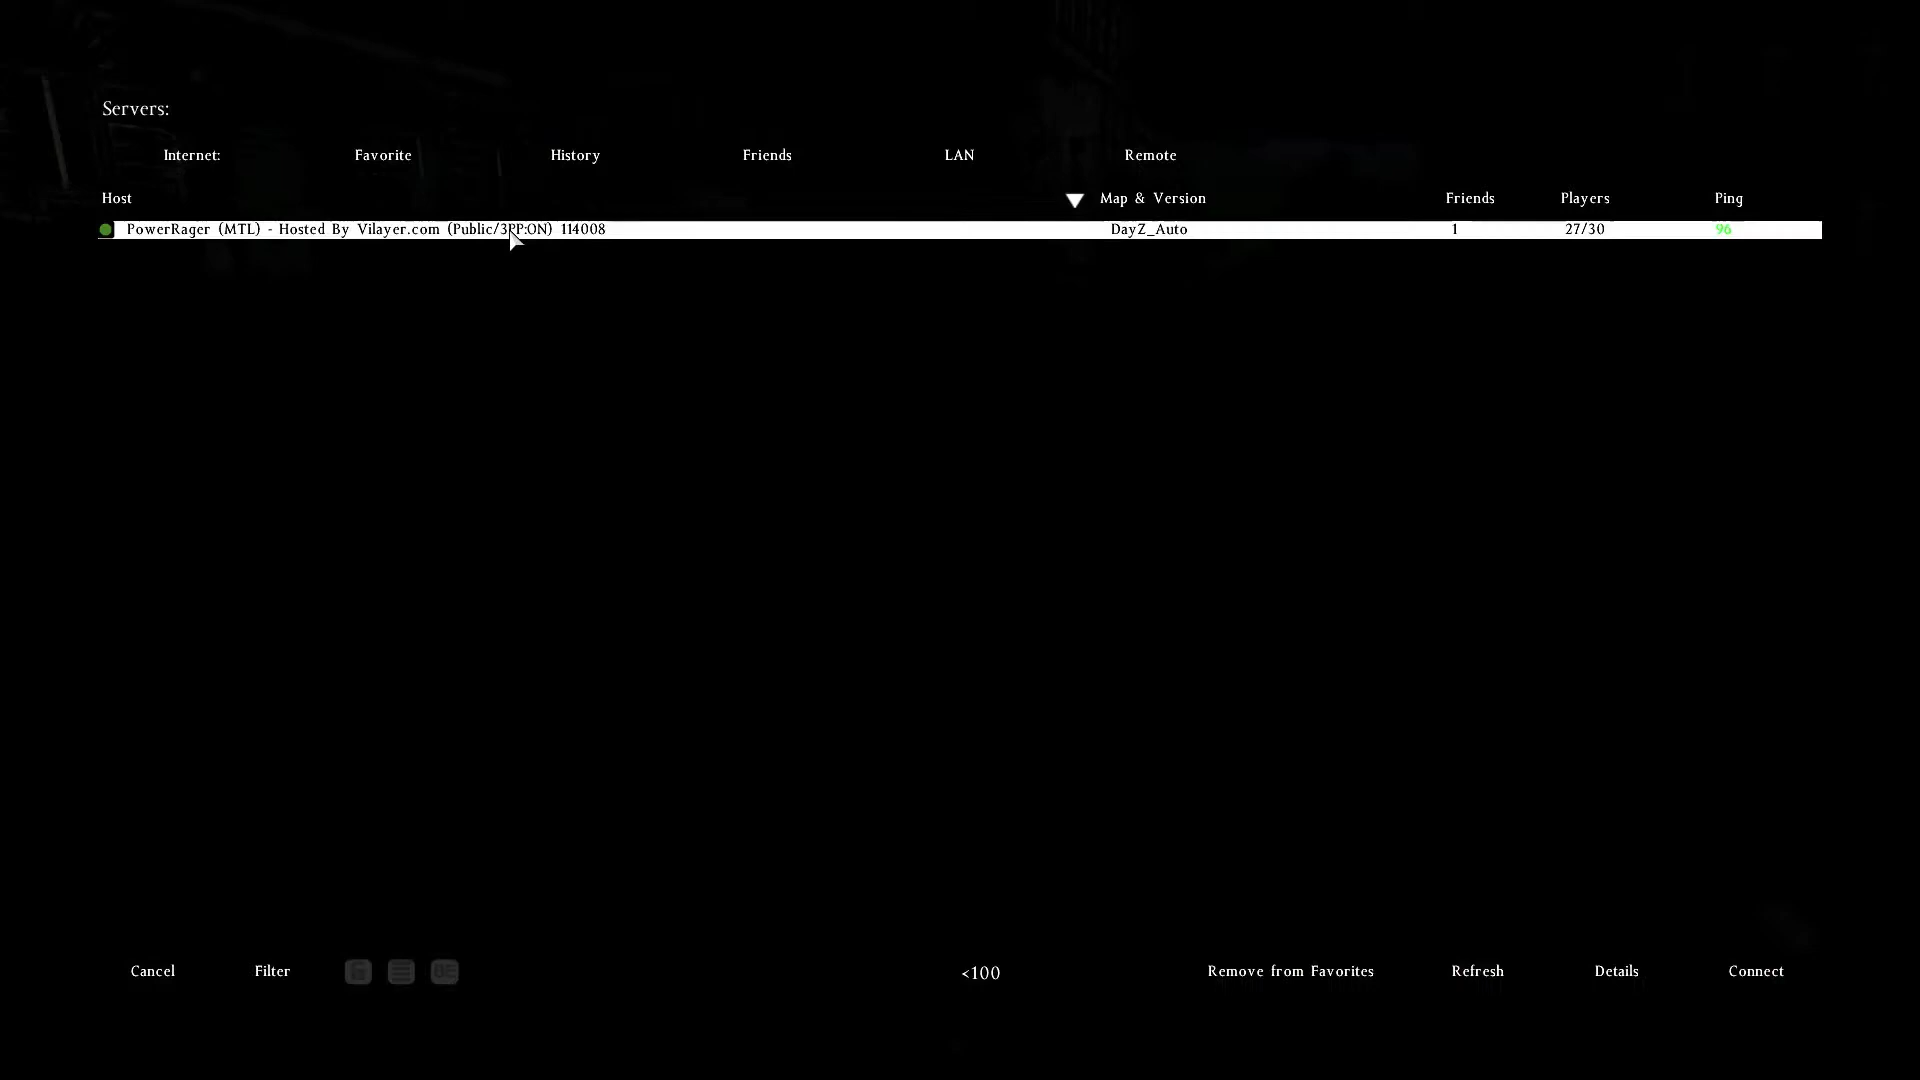 Servers:
Internet: Favorite History Friends LAN Remote
Host Map & Version Friends Players Ping
PowerRager (MTL) - Hosted By Vilayer.com (Public/3PP:ON) 114008 DayZ_Auto 1 27/30 96
Cancel Filter BE <100 Remove from Favorites Refresh Details Connect